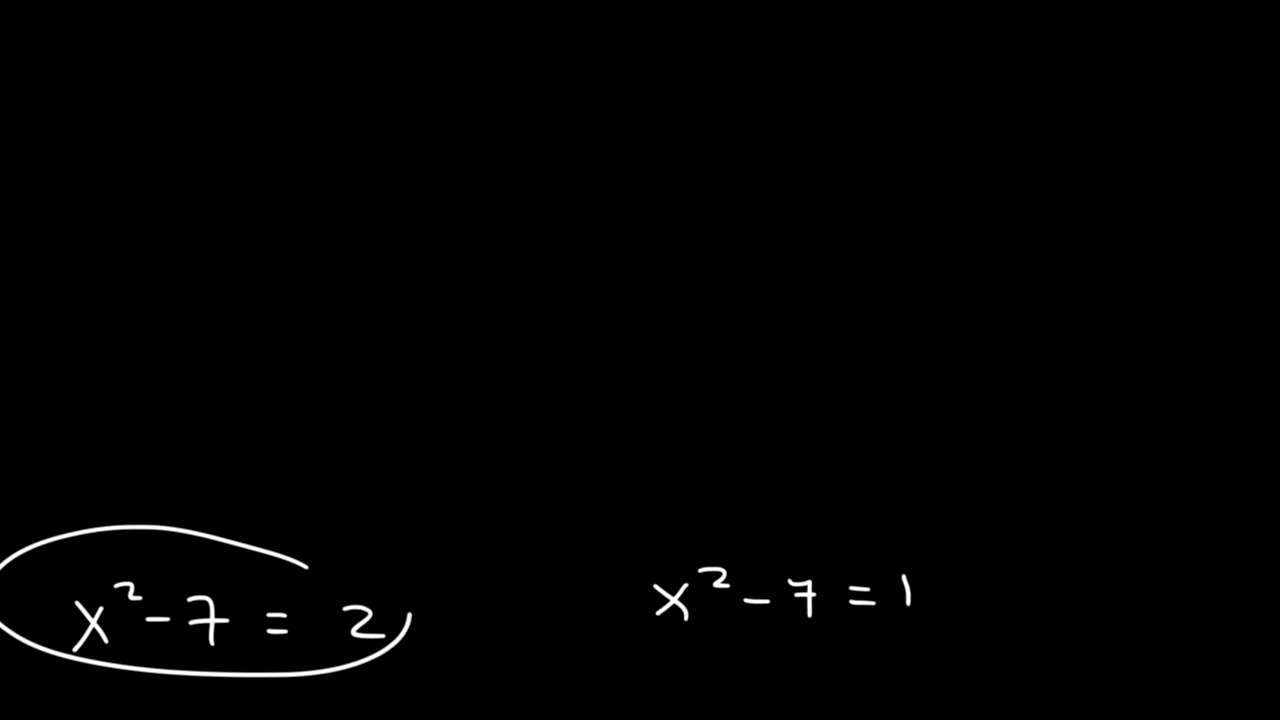 x² - 7 = 2
x² - 7 = 1